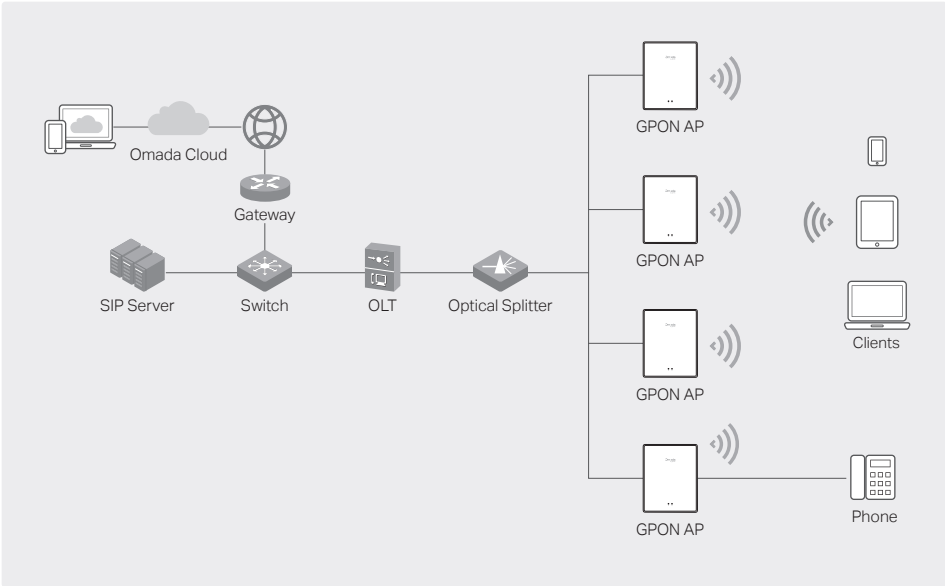 GPON AP
Omada Cloud
Gateway
GPON AP
SIP Server
Switch
OLT
Optical Splitter
Clients
GPON AP
Phone
GPON AP